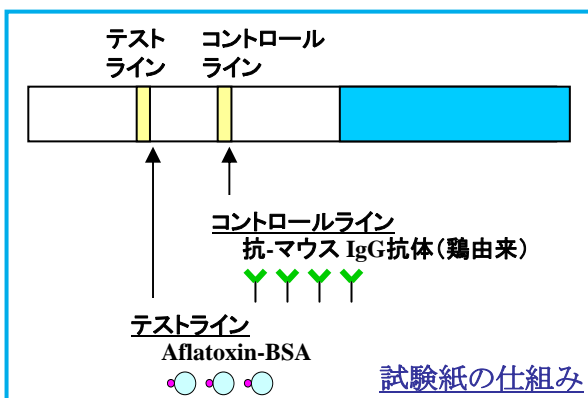 テスト
ライン
コントロール
ライン
コントロールライン
抗-マウス IgG抗体（鶏由来）
テストライン
Aflatoxin-BSA
試験紙の仕組み